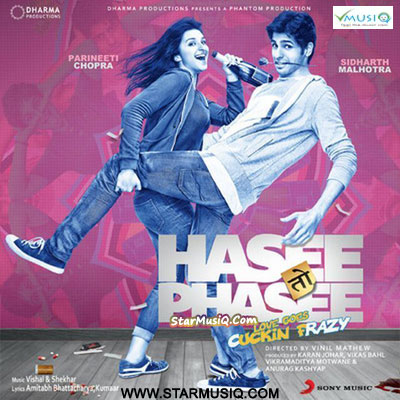 DHARMA PRODUCTIONS PRESENTS A PHANTOM PRODUCTION
DHARMA
PRODUCTIONS
VMUSIQ
PARINEETI
CHOPRA
SIDHARTH
MALHOTRA
HASEE
तो
PHASEE
StarMusiQ.Com
LOVE GOES
CUCKIN FRAZY
DIRECTED BY VINIL MATHEW
PRODUCED BY KARAN JOHAR, VIKAS BAHL
VIKRAMADITYA MOTWANE &
ANURAG KASHYAP
Music Vishal & Shekhar
Lyrics Amitabh Bhattacharya, Kumaar
SONY MUSIC
WWW.STARMUSIQ.COM